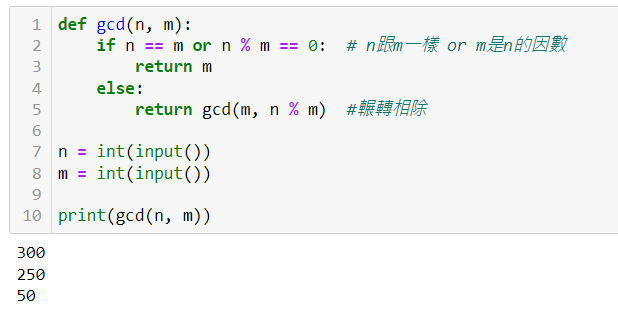 1 def gcd(n, m):
2     if n == m or n % m == 0:  # n跟m一樣 or m是n的因數
3         return m
4     else:
5         return gcd(m, n % m)  #輾轉相除
6
7 n = int(input())
8 m = int(input())
9
10 print(gcd(n, m))
300
250
50